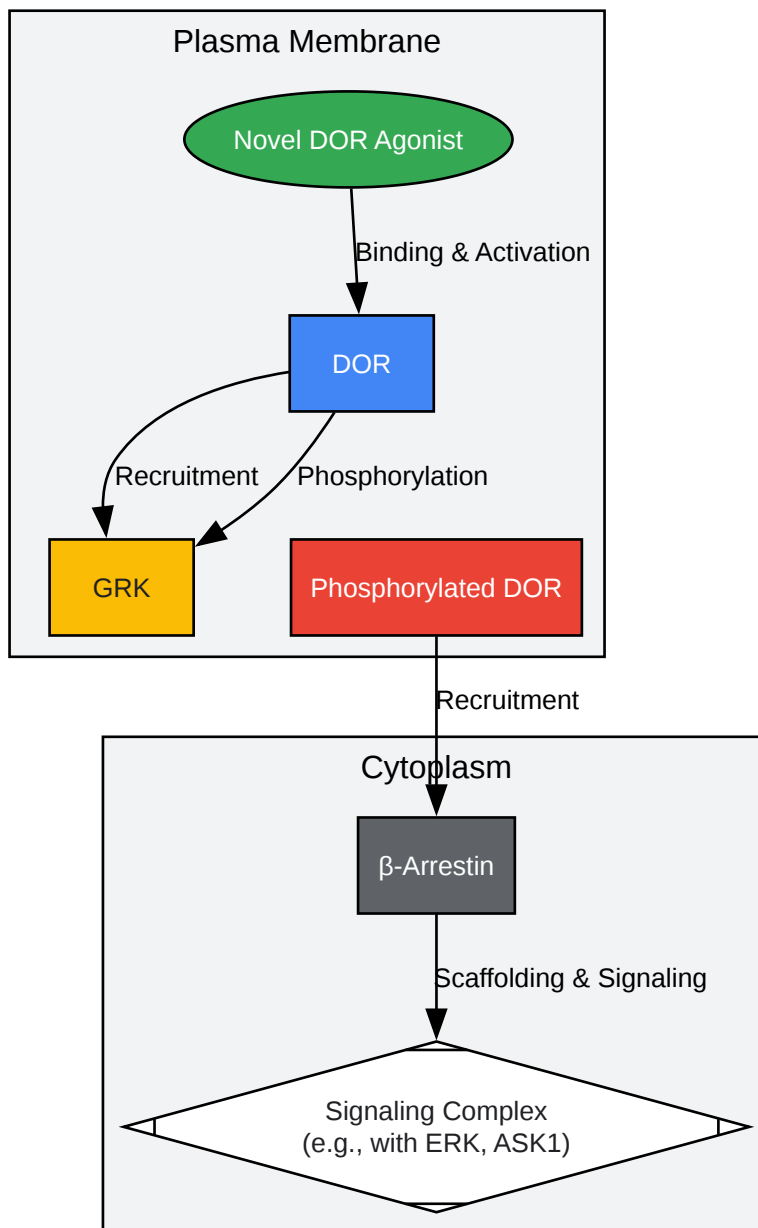 Plasma Membrane
Novel DOR Agonist
Binding & Activation
DOR
Recruitment
Phosphorylation
GRK
Phosphorylated DOR
Recruitment
Cytoplasm
β-Arrestin
Scaffolding & Signaling
Signaling Complex
(e.g., with ERK, ASK1)